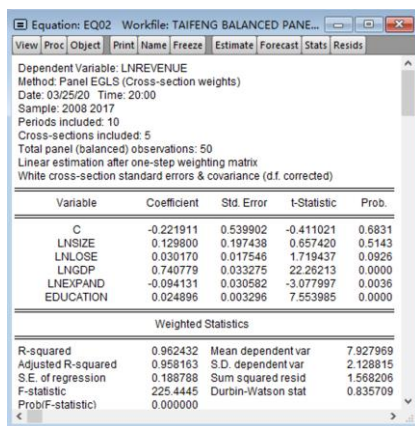 Equation: EQ02 Workfile: TAIFENG BALANCED PANE...
View Proc Object Print Name Freeze Estimate Forecast Stats Resids
Dependent Variable: LNREVENUE
Method: Panel EGLS (Cross-section weights)
Date: 03/25/20 Time: 20:00
Sample: 2008 2017
Periods included: 10
Cross-sections included: 5
Total panel (balanced) observations: 50
Linear estimation after one-step weighting matrix
White cross-section standard errors & covariance (d.f. corrected)
Variable Coefficient Std. Error t-Statistic Prob.
C -0.221911 0.539902 -0.411021 0.6831
LNSIZE 0.129800 0.197438 0.657420 0.5143
LNLOSE 0.030170 0.017546 1.719437 0.0926
LNGDP 0.740779 0.033275 22.26213 0.0000
LNEXPAND -0.094131 0.030582 -3.077997 0.0036
EDUCATION 0.024896 0.003296 7.553985 0.0000
Weighted Statistics
R-squared 0.962432 Mean dependent var 7.927969
Adjusted R-squared 0.958163 S.D. dependent var 2.128815
S.E. of regression 0.188788 Sum squared resid 1.568206
F-statistic 225.4445 Durbin-Watson stat 0.835709
Prob(F-statistic) 0.000000